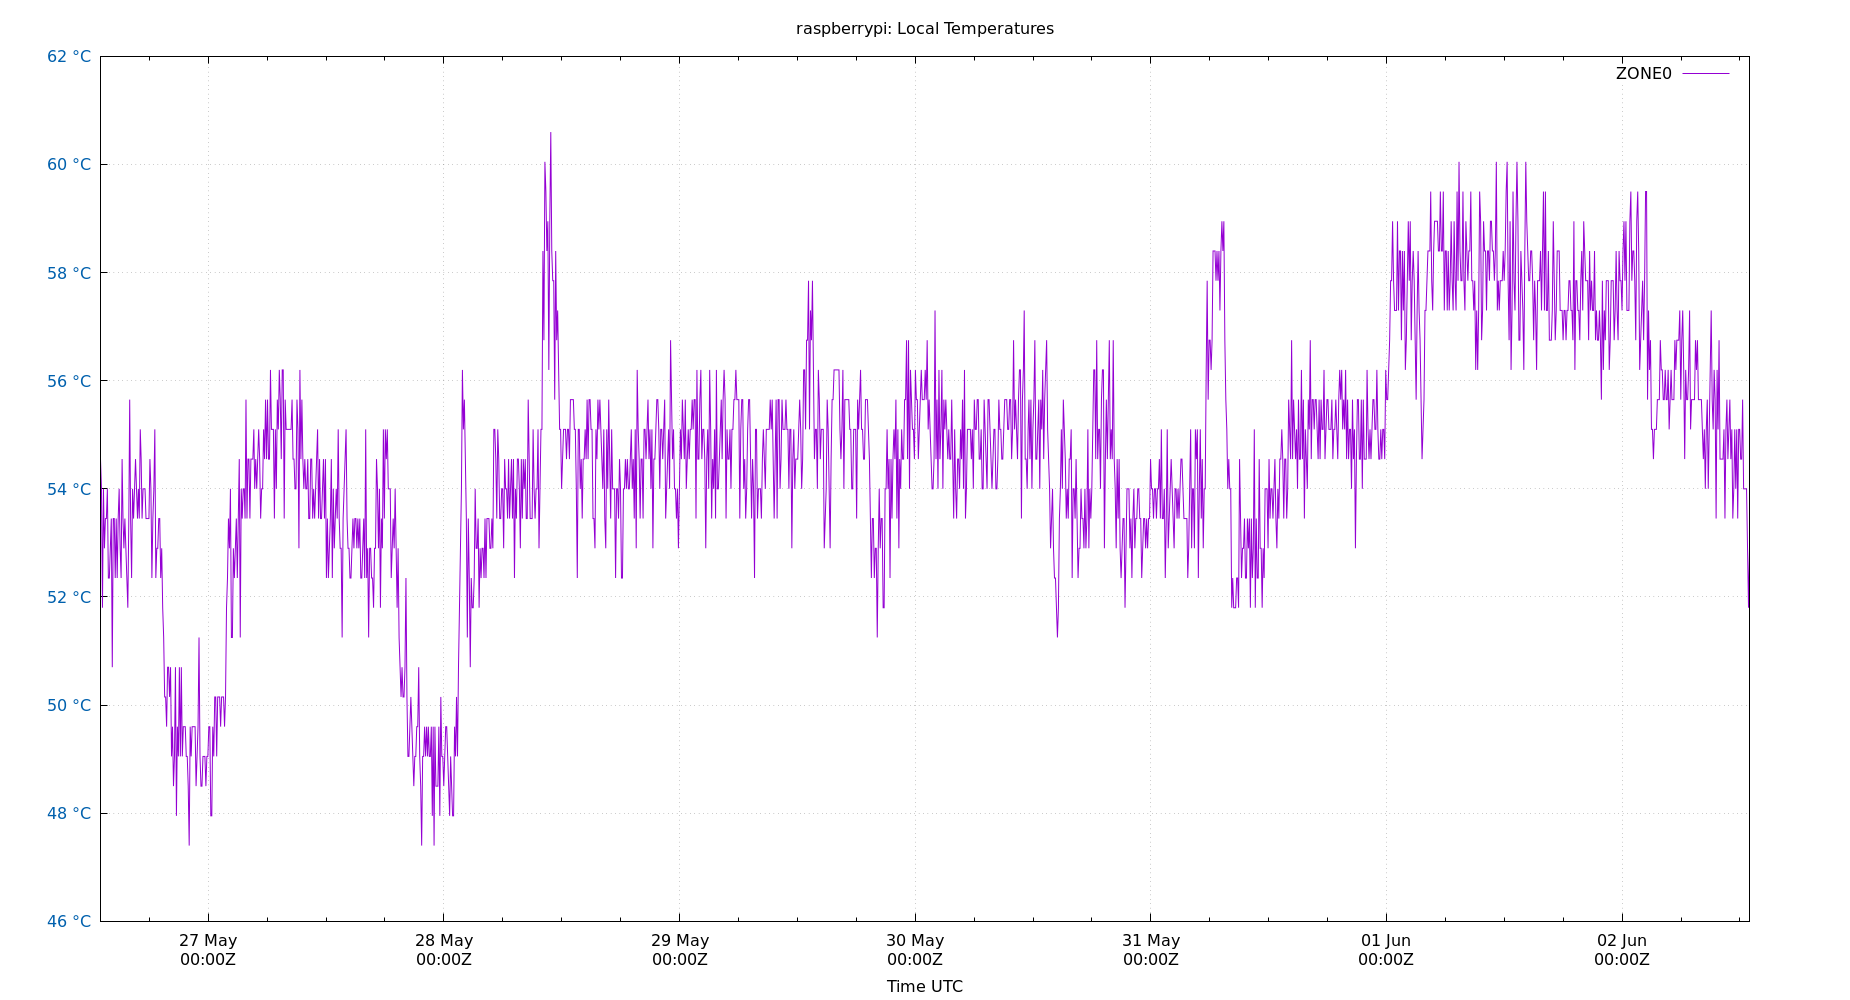 raspberrypi: Local Temperatures
62 °C
ZONE0
60 °C
58 °C
56 °C
54 °C
52 °C
50 °C
48 °C
46 °C
27 May 28 May 29 May 30 May 31 May 01 Jun 02 Jun
00:00Z 00:00Z 00:00Z 00:00Z 00:00Z 00:00Z 00:00Z
Time UTC